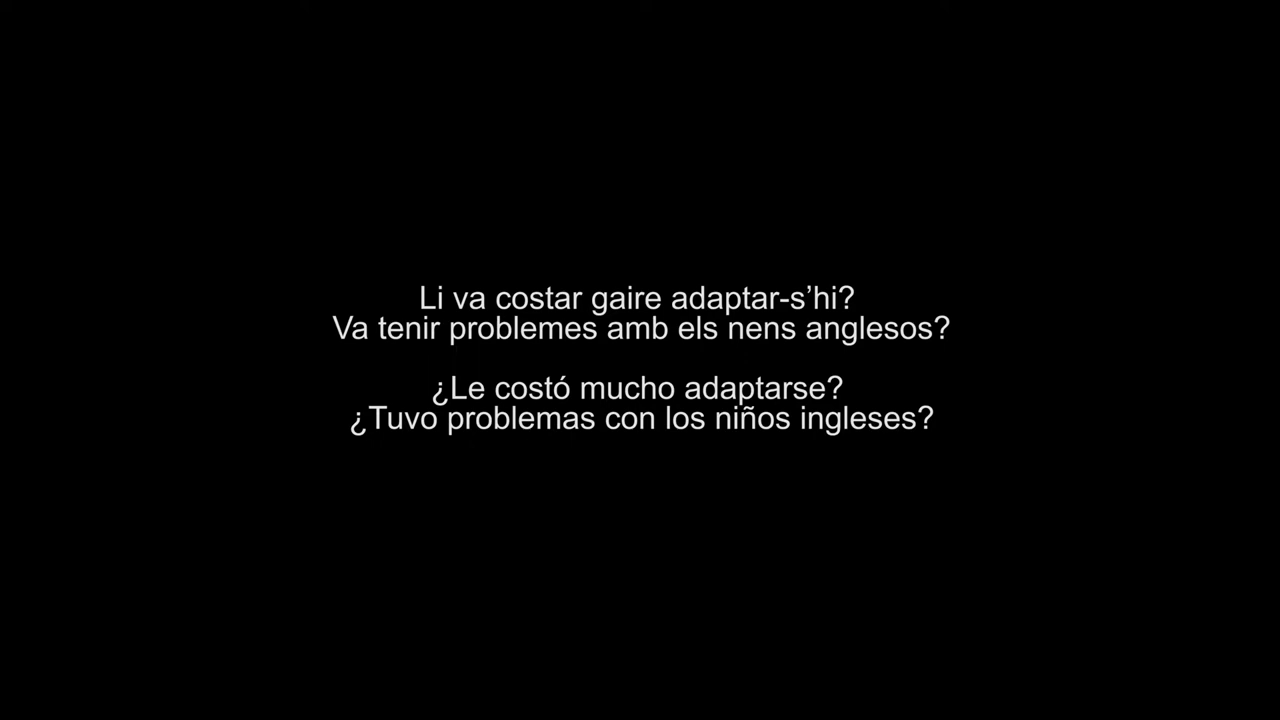 Li va costar gaire adaptar-s’hi?
Va tenir problemes amb els nens anglesos?
¿Le costó mucho adaptarse?
¿Tuvo problemas con los niños ingleses?